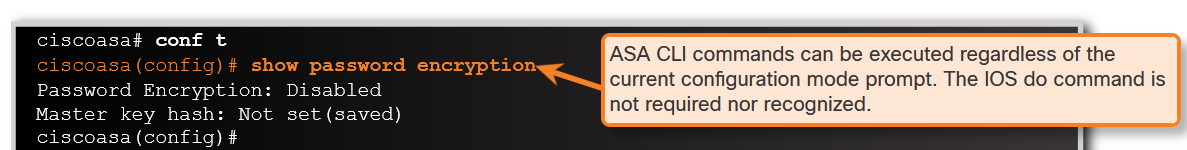 ciscoasa# conf t
ciscoasa(config)# show password encryption
Password Encryption: Disabled
Master key hash: Not set(saved)
ciscoasa(config)#
ASA CLI commands can be executed regardless of the
current configuration mode prompt. The IOS do command is
not required nor recognized.